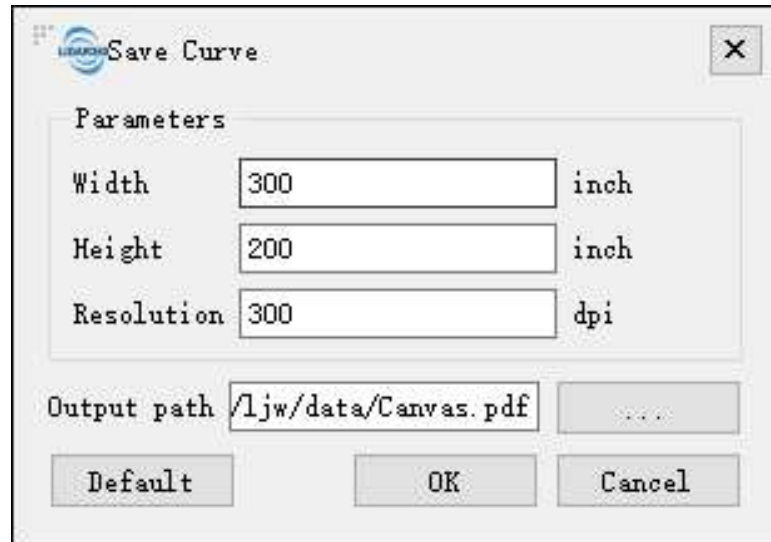 Save Curve
Parameters
Width 300 inch
Height 200 inch
Resolution 300 dpi
Output path /ljw/data/Canvas.pdf ...
Default OK Cancel